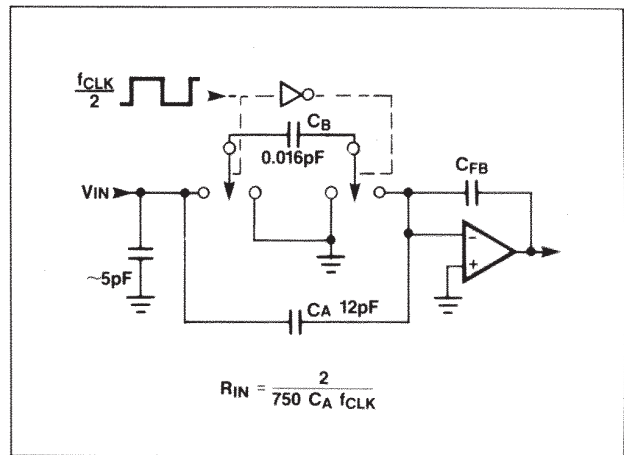 fCLK
2
CB
0.016pF
CFB
VIN
~5pF
CA 12pF
-
+
RIN = 2
750 CA fCLK